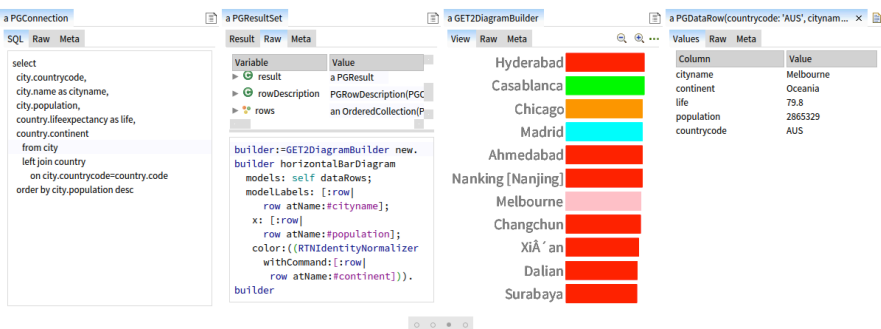 a PGConnection
SQL Raw Meta
select
city.countrycode,
city.name as cityname,
city.population,
country.lifeexpectancy as life,
country.continent
from city
left join country
on city.countrycode=country.code
order by city.population desc
a PGResultSet
Result Raw Meta
Variable Value
result a PGResult
rowDescription PGRowDescription(PGC
rows an OrderedCollection(P
builder:=GET2DiagramBuilder new.
builder horizontalBarDiagram
models: self dataRows;
modelLabels: [:row|
row atName:#cityname];
x: [:row|
row atName:#population];
color:((RTNIdentityNormalizer
withCommand:[:row|
row atName:#continent])).
builder
a GET2DiagramBuilder
View Raw Meta
Hyderabad
Casablanca
Chicago
Madrid
Ahmedabad
Nanking [Nanjing]
Melbourne
Changchun
XiÂ´an
Dalian
Surabaya
a PGDataRow(countrycode: 'AUS', citynam...
Values Raw Meta
Column Value
cityname Melbourne
continent Oceania
life 79.8
population 2865329
countrycode AUS